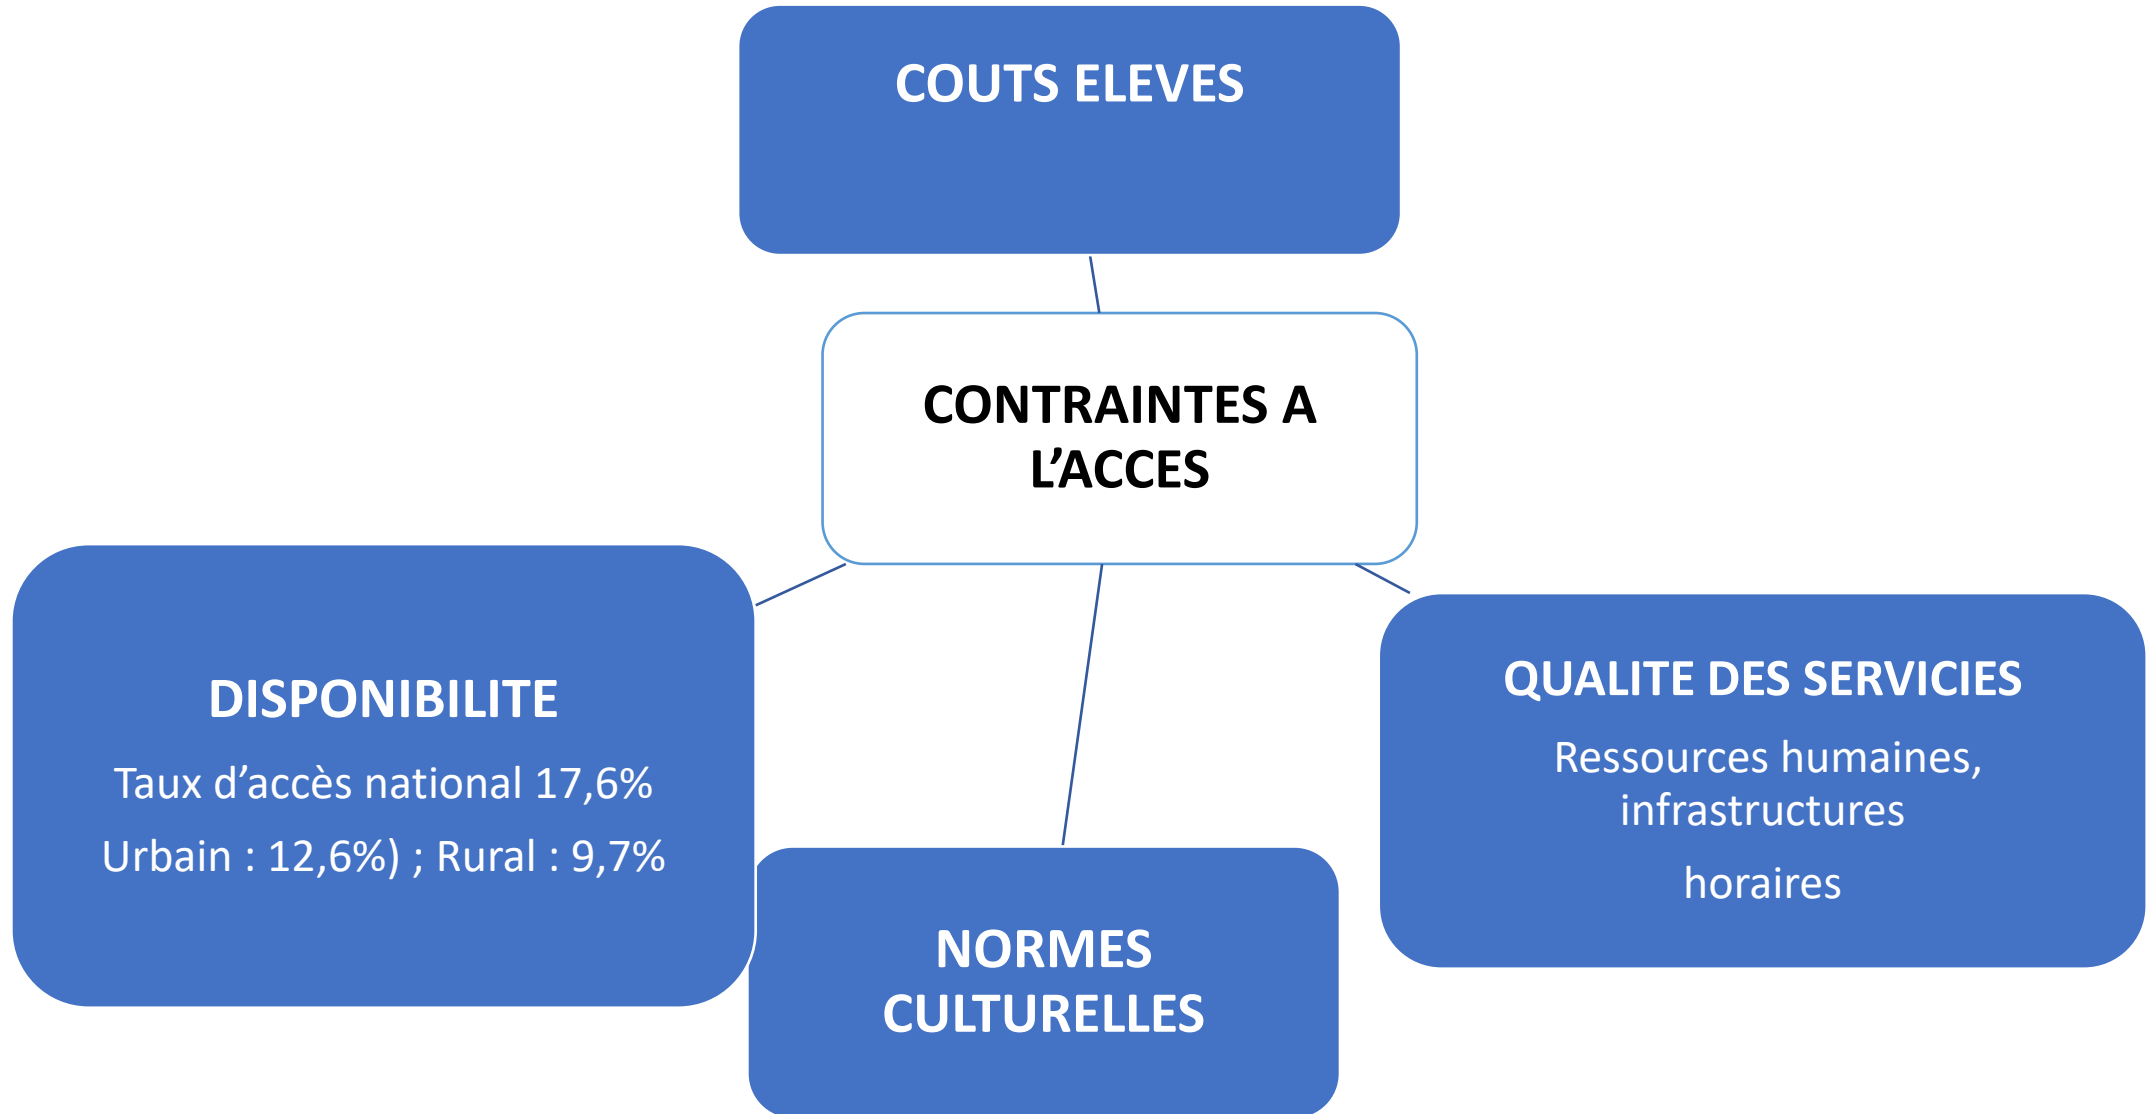 COUTS ELEVES
CONTRAINTES A
L’ACCES
DISPONIBILITE
Taux d’accès national 17,6%
Urbain : 12,6%) ; Rural : 9,7%
QUALITE DES SERVICIES
Ressources humaines,
infrastructures
horaires
NORMES
CULTURELLES